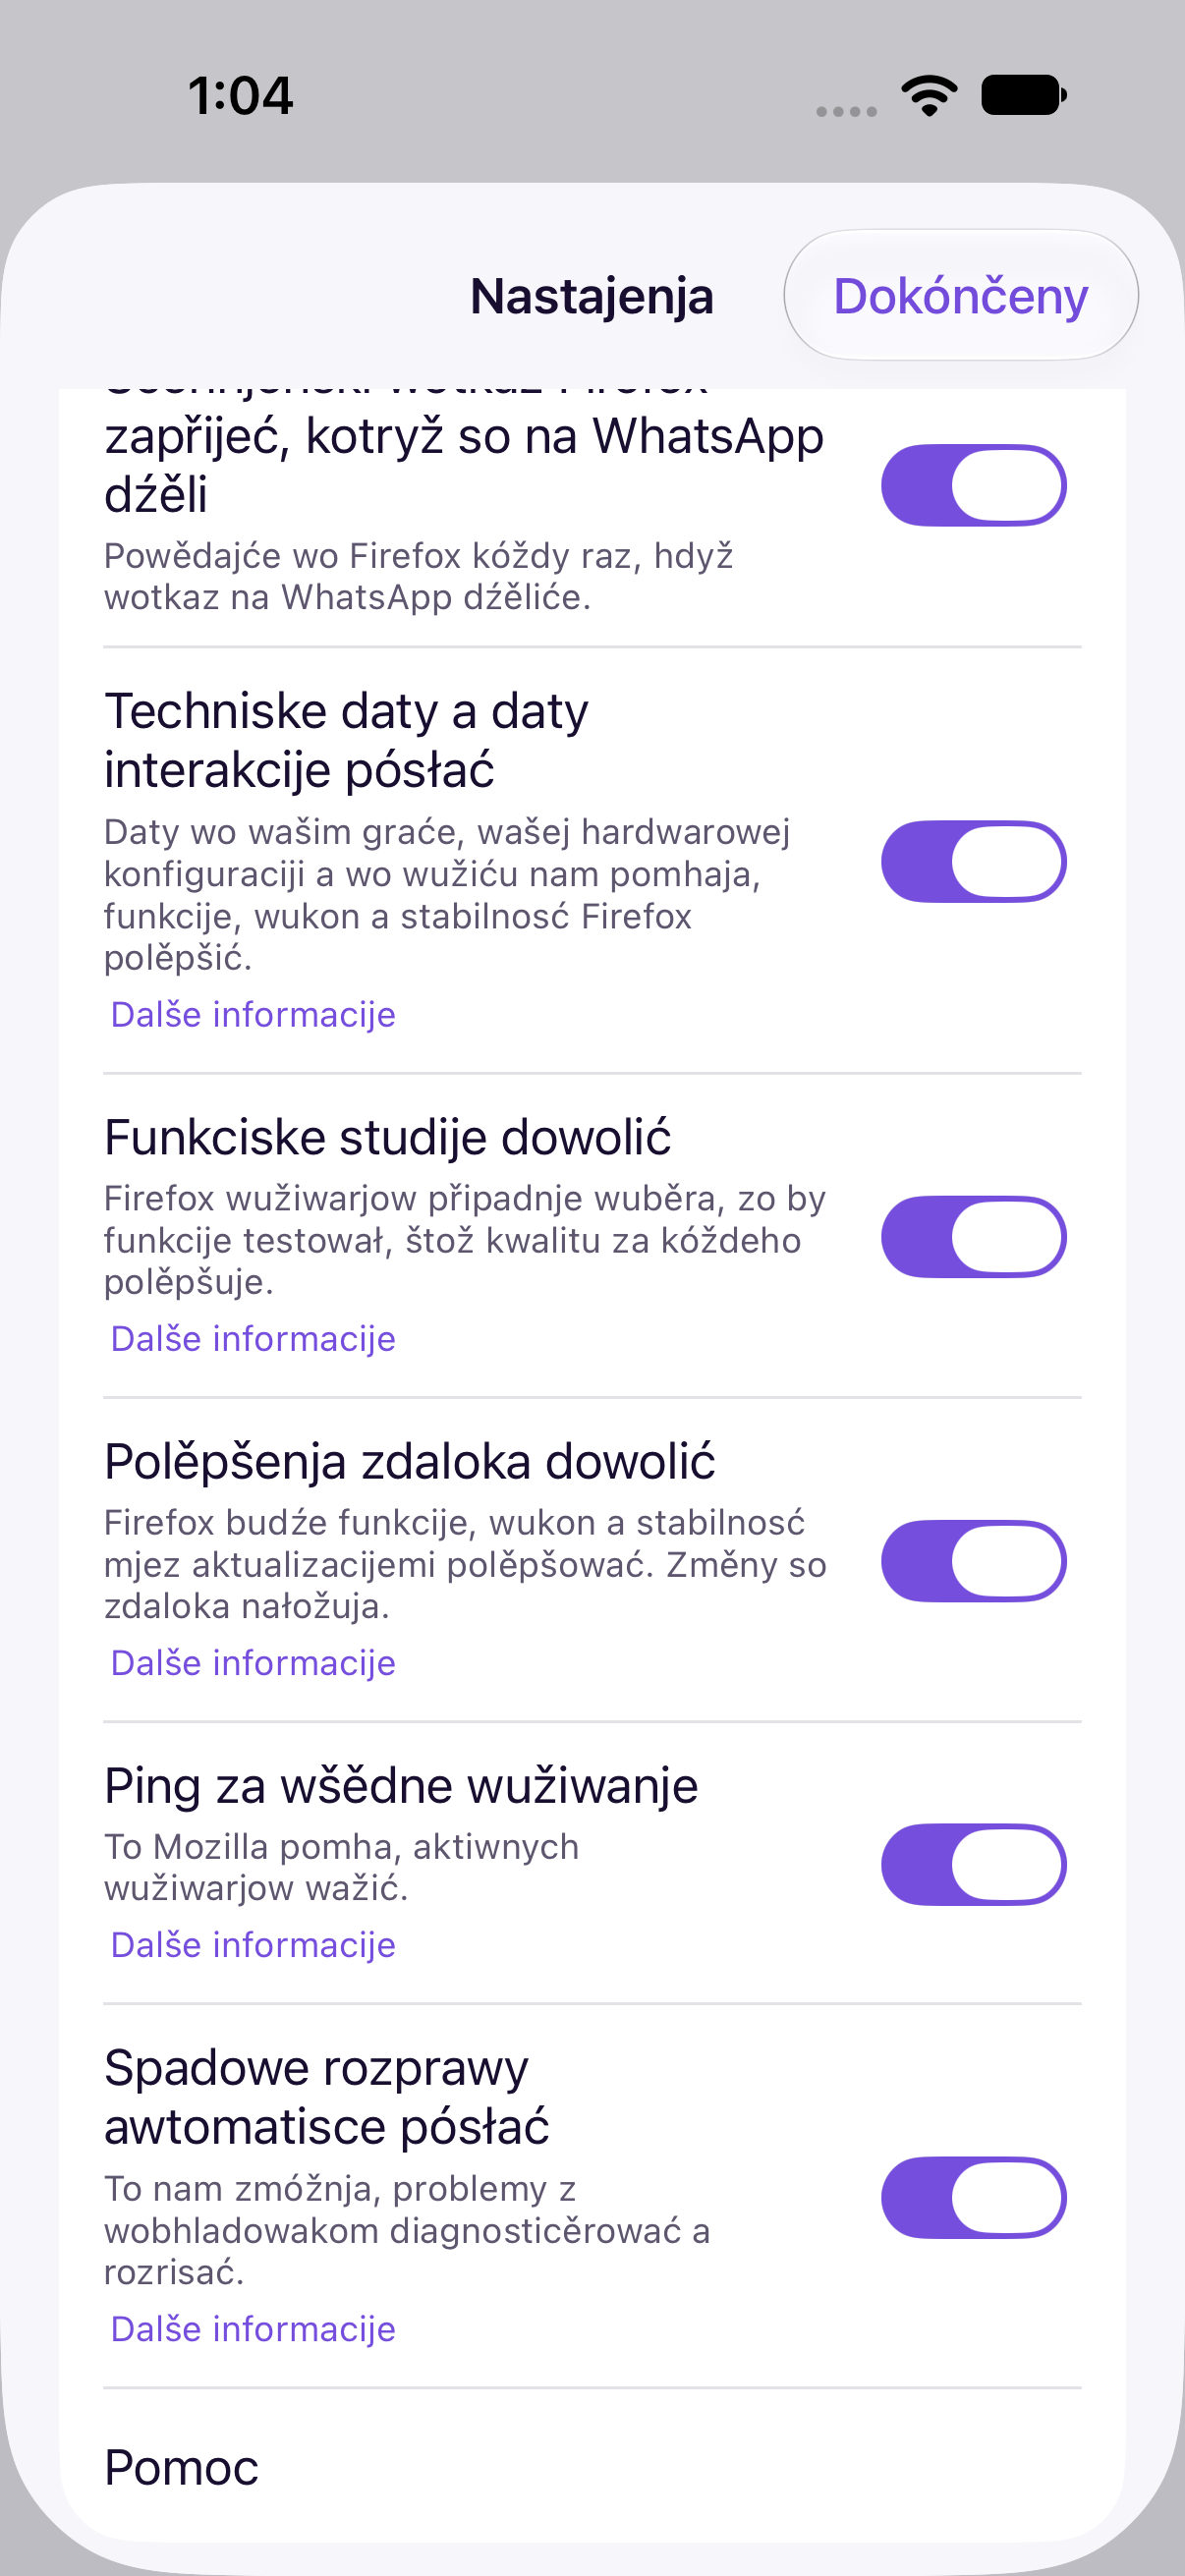 1:04
Nastajenja
Dokónčeny
wotkaz Firefox
zapřijeć, kotryž so na WhatsApp
dźěli
Powědajće wo Firefox kóždy raz, hdyž
wotkaz na WhatsApp dźěliće.
Techniske daty a daty
interakcije pósłać
Daty wo wašim graće, wašej hardwarowej
konfiguraciji a wo wužiću nam pomhaja,
funkcije, wukon a stabilnosć Firefox
polěpšić.
Dalše informacije
Funkciske studije dowolić
Firefox wužiwarjow připadnje wuběra, zo by
funkcije testował, štož kwalitu za kóždeho
polěpšuje.
Dalše informacije
Polěpšenja zdaloka dowolić
Firefox budźe funkcije, wukon a stabilnosć
mjez aktualizacijemi polěpšować. Změny so
zdaloka nałožuja.
Dalše informacije
Ping za wšědne wužiwanje
To Mozilla pomha, aktiwnych
wužiwarjow ważić.
Dalše informacije
Spadowe rozprawy
awtomatisce pósłać
To nam zmóžnja, problemy z
wobhladowakom diagnosticěrować a
rozrisać.
Dalše informacije
Pomoc